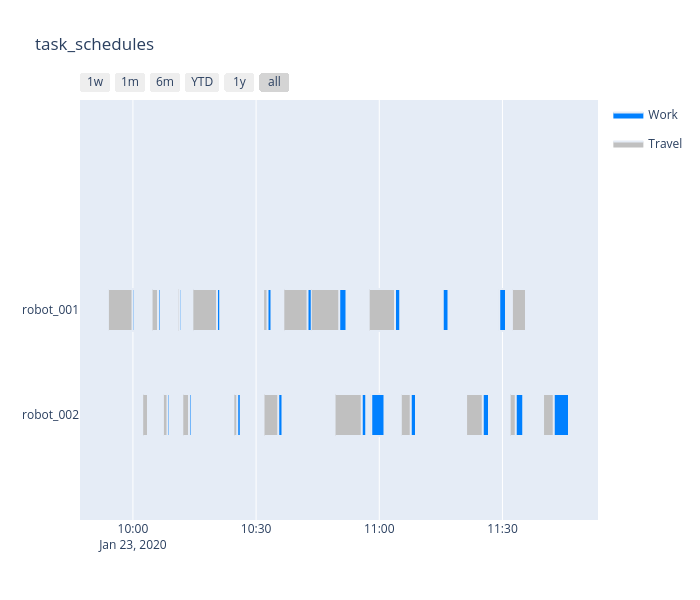 task_schedules
1w 1m 6m YTD 1y all
Work
Travel
robot_001
robot_002
10:00 10:30 11:00 11:30
Jan 23, 2020